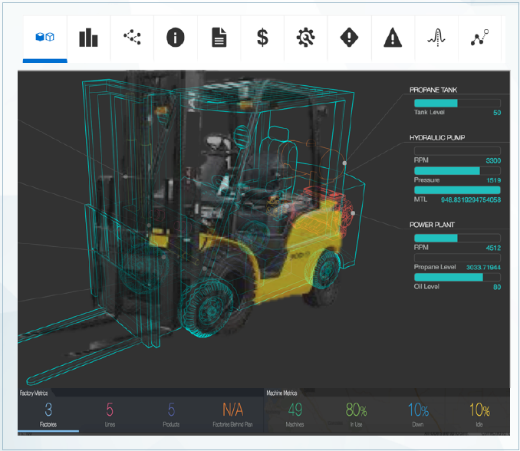 $
PROPANE TANK
Tank Level 50
HYDRAULIC PUMP
RPM 3300
Pressure 1518
MTL 948.8319294754058
POWER PLANT
RPM 4512
Propane Level 3033.71944
Oil Level 80
Factory Metrics
Machine Metrics
3 5 5 N/A 49 80% 10% 10%
Factories Lines Products Factories Behind Plan Machines In Use Down Idle